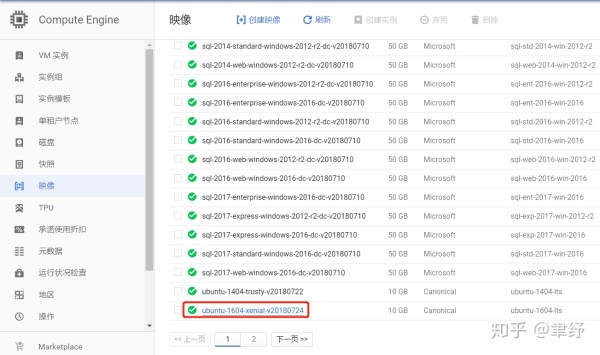 Compute Engine
映像
创建映像 刷新 创建实例 弃用 删除
VM 实例
实例组
实例模板
单租户节点
磁盘
快照
映像
TPU
承诺使用折扣
元数据
运行状况检查
地区
操作
Marketplace
sql-2014-standard-windows-2012-r2-dc-v20180710 50 GB Microsoft sql-std-2014-win-2012-r2
sql-2014-web-windows-2012-r2-dc-v20180710 50 GB Microsoft sql-web-2014-win-2012-r2
sql-2016-enterprise-windows-2012-r2-dc-v20180710 50 GB Microsoft sql-ent-2016-win-2012-r2
sql-2016-enterprise-windows-2016-dc-v20180710 50 GB Microsoft sql-ent-2016-win-2016
sql-2016-standard-windows-2012-r2-dc-v20180710 50 GB Microsoft sql-std-2016-win-2012-r2
sql-2016-standard-windows-2016-dc-v20180710 50 GB Microsoft sql-std-2016-win-2016
sql-2016-web-windows-2012-r2-dc-v20180710 50 GB Microsoft sql-web-2016-win-2012-r2
sql-2016-web-windows-2016-dc-v20180710 50 GB Microsoft sql-web-2016-win-2016
sql-2017-enterprise-windows-2016-dc-v20180710 50 GB Microsoft sql-ent-2017-win-2016
sql-2017-express-windows-2012-r2-dc-v20180710 50 GB Microsoft sql-exp-2017-win-2012-r2
sql-2017-express-windows-2016-dc-v20180710 50 GB Microsoft sql-exp-2017-win-2016
sql-2017-standard-windows-2016-dc-v20180710 50 GB Microsoft sql-std-2017-win-2016
sql-2017-web-windows-2016-dc-v20180710 50 GB Microsoft sql-web-2017-win-2016
ubuntu-1404-trusty-v20180722 10 GB Canonical ubuntu-1404-lts
ubuntu-1604-xenial-v20180724 10 GB Canonical ubuntu-1604-lts
<< 上一页 1 2 下一页 >>
知乎 @聿纾